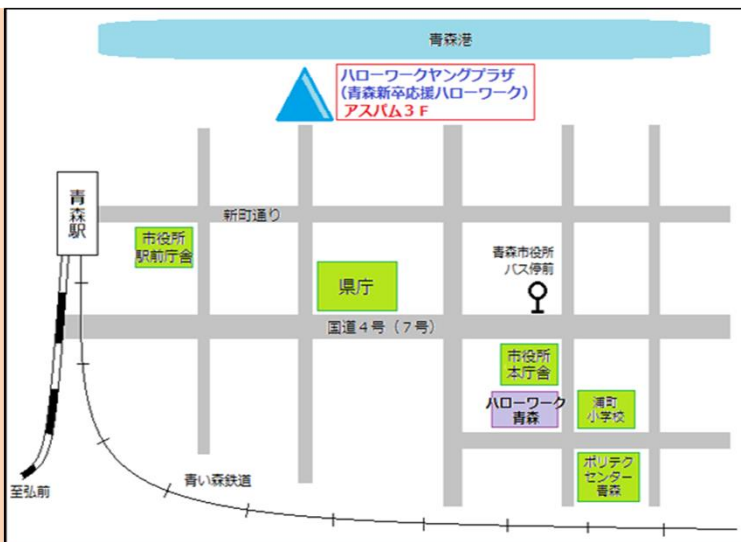 青森港
ハローワークヤングプラザ
(青森新卒応援ハローワーク)
アスパム3F
青森駅
新町通り
市役所
駅前庁舎
県庁
青森市役所
バス停前
国道4号(7号)
市役所
本庁舎
ハローワーク
青森
浦町
小学校
ポリテク
センター
青森
青い森鉄道
至弘前